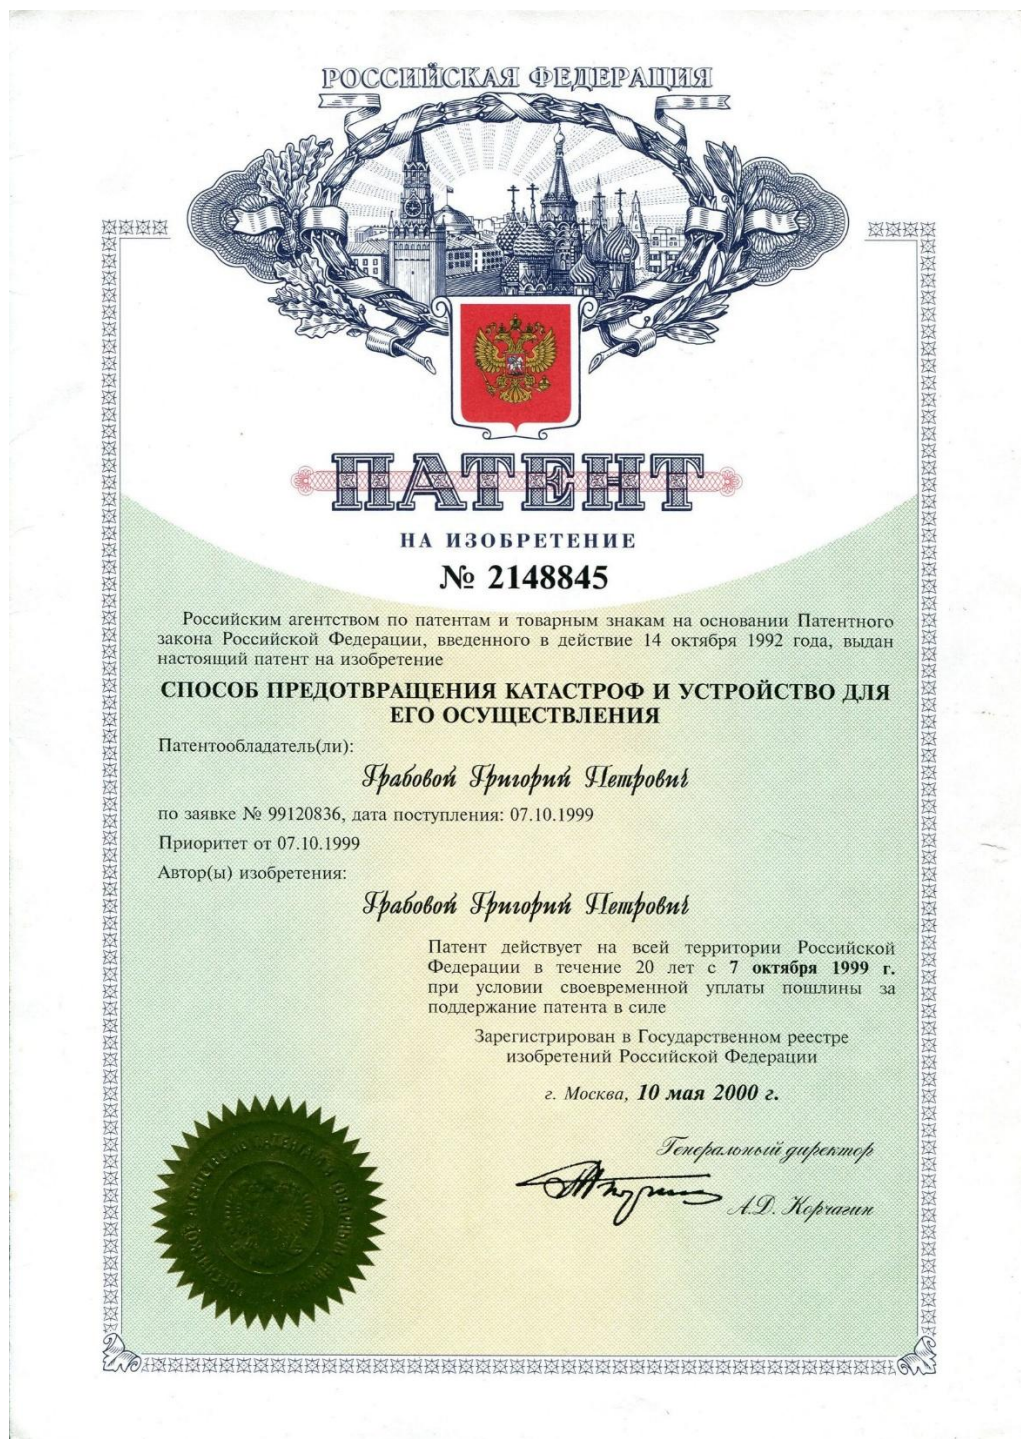 РОССИЙСКАЯ ФЕДЕРАЦИЯ
ПАТЕНТ
НА ИЗОБРЕТЕНИЕ
№ 2148845
Российским агентством по патентам и товарным знакам на основании Патентного
закона Российской Федерации, введенного в действие 14 октября 1992 года, выдан
настоящий патент на изобретение
СПОСОБ ПРЕДОТВРАЩЕНИЯ КАТАСТРОФ И УСТРОЙСТВО ДЛЯ
ЕГО ОСУЩЕСТВЛЕНИЯ
Патентообладатель(ли):
Грабовой Григорий Петрович
по заявке № 99120836, дата поступления: 07.10.1999
Приоритет от 07.10.1999
Автор(ы) изобретения:
Грабовой Григорий Петрович
Патент действует на всей территории Российской
Федерации в течение 20 лет с 7 октября 1999 г.
при условии своевременной уплаты пошлины за
поддержание патента в силе
Зарегистрирован в Государственном реестре
изобретений Российской Федерации
г. Москва, 10 мая 2000 г.
Генеральный директор
А.Д. Корчагин